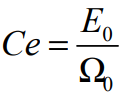 Ce = E₀ / Ω₀